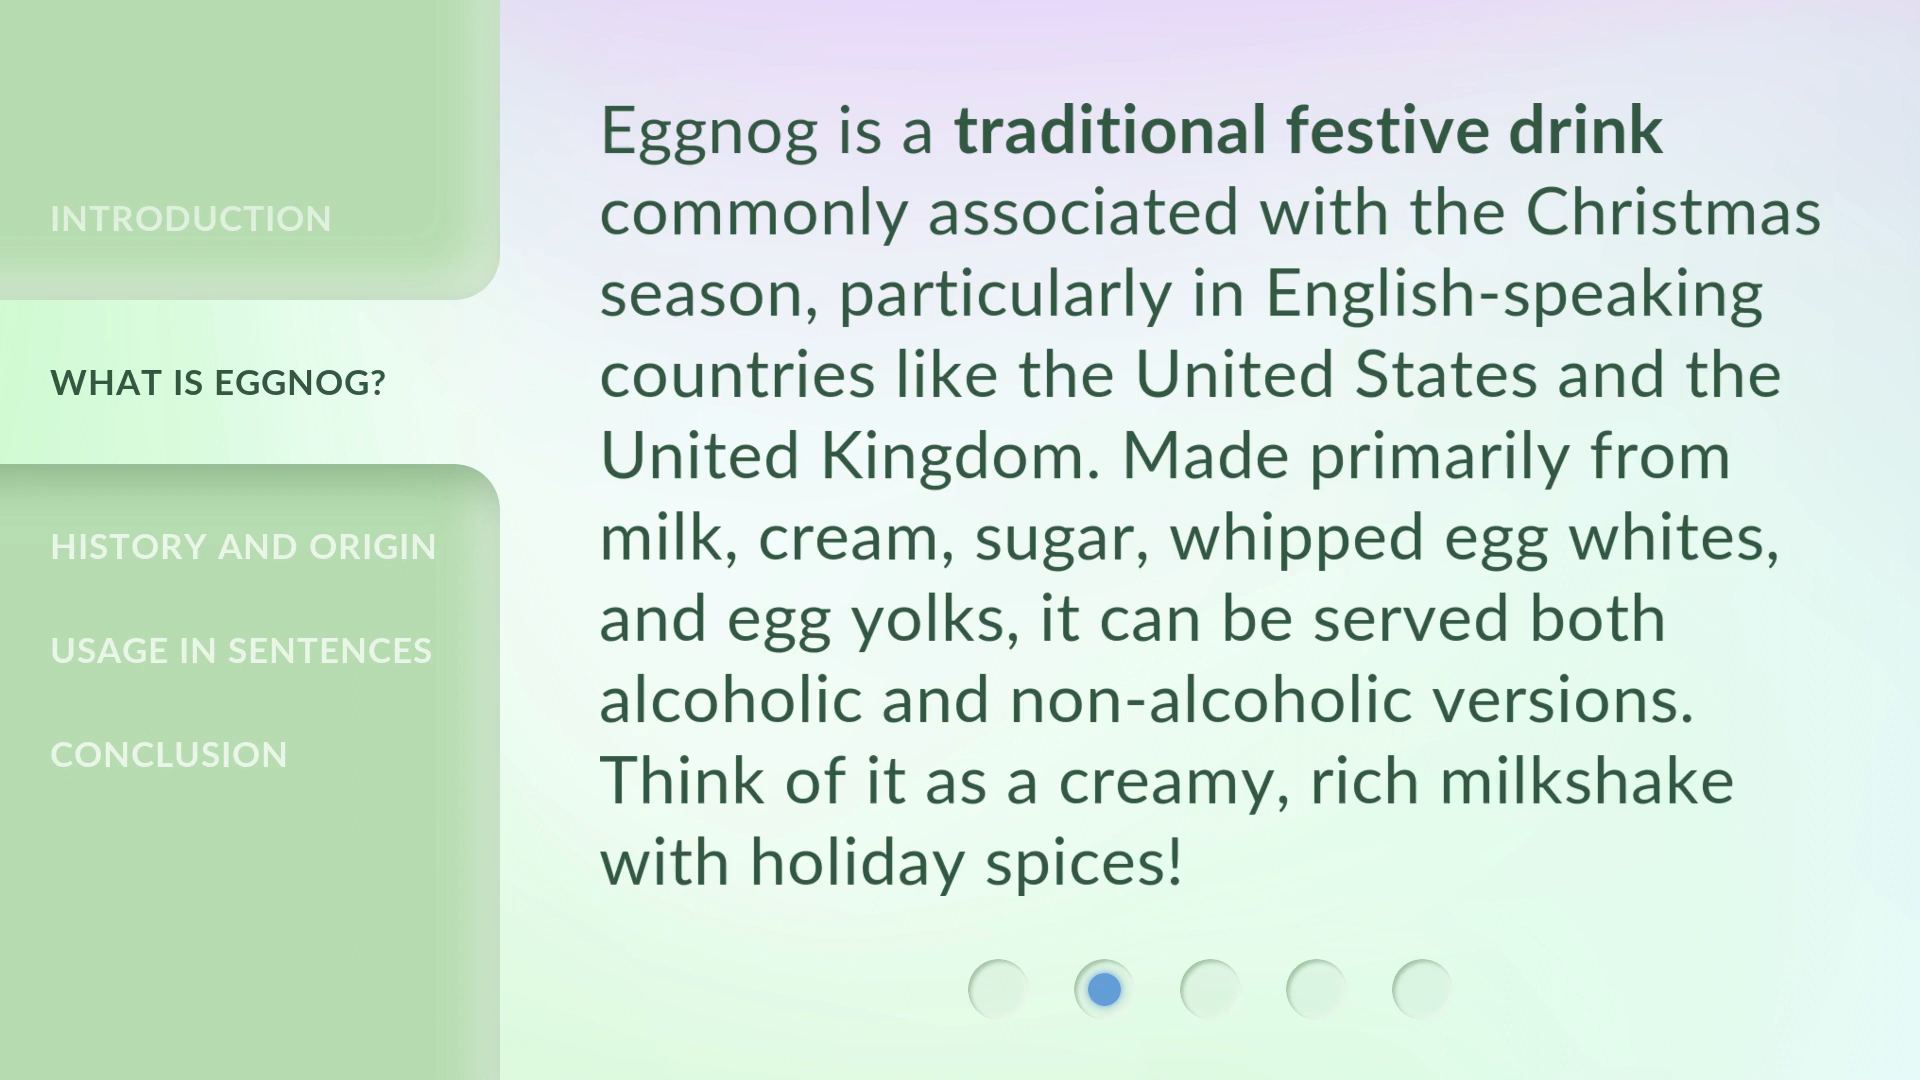 INTRODUCTION
WHAT IS EGGNOG?
HISTORY AND ORIGIN
USAGE IN SENTENCES
CONCLUSION
Eggnog is a traditional festive drink
commonly associated with the Christmas
season, particularly in English-speaking
countries like the United States and the
United Kingdom. Made primarily from
milk, cream, sugar, whipped egg whites,
and egg yolks, it can be served both
alcoholic and non-alcoholic versions.
Think of it as a creamy, rich milkshake
with holiday spices!